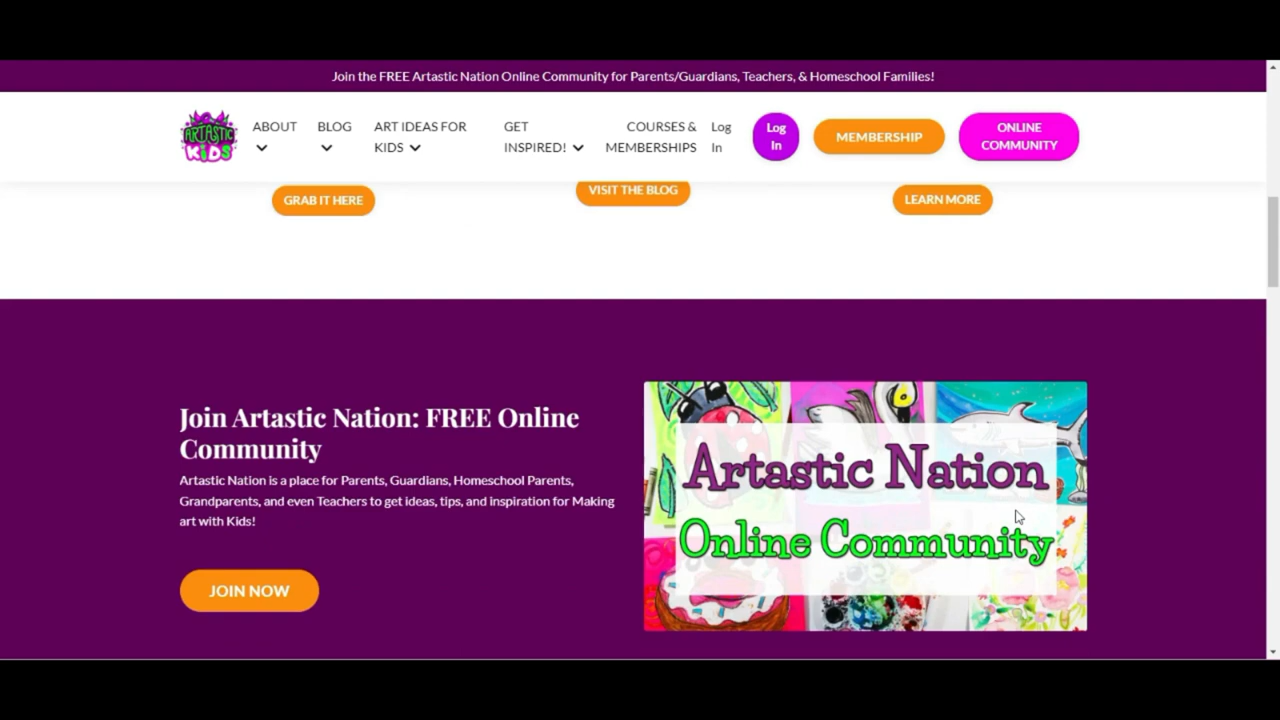 Join the FREE Artastic Nation Online Community for Parents/Guardians, Teachers, & Homeschool Families!
ARTASTIC
KiDS
ABOUT
BLOG
ART IDEAS FOR
KIDS
GET
INSPIRED!
COURSES &
MEMBERSHIPS
Log
In
Log
In
MEMBERSHIP
ONLINE
COMMUNITY
GRAB IT HERE
VISIT THE BLOG
LEARN MORE
Join Artastic Nation: FREE Online
Community
Artastic Nation is a place for Parents, Guardians, Homeschool Parents,
Grandparents, and even Teachers to get ideas, tips, and inspiration for Making
art with Kids!
JOIN NOW
Artastic Nation
Online Community